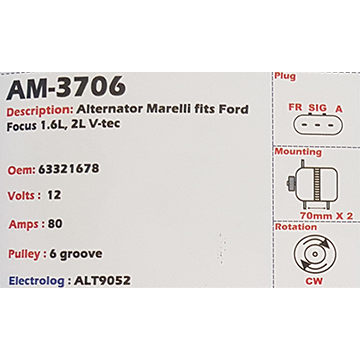 AM-3706
Description: Alternator Marelli fits Ford
Focus 1.6L, 2L V-tec
Oem: 63321678
Volts : 12
Amps : 80
Pulley : 6 groove
Electrolog : ALT9052
Plug
FR SIG A
Mounting
70mm X 2
Rotation
CW